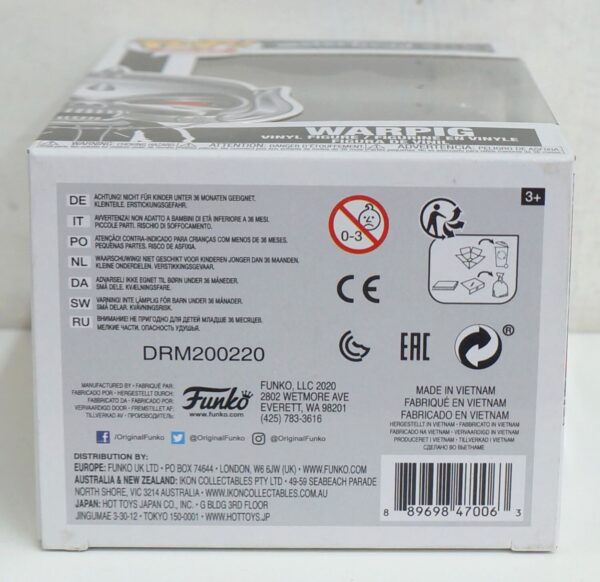 WARPIG
VINYL FIGURE / FIGURINE EN VINYLE
FIGURA DE VINIL
WARNING: CHOKING HAZARD
ATTENTION: DANGER D'ÉTOUFFEMENT
ADVERTENCIA: PELIGRO DE ASFIXIA
3+
DE ACHTUNG! NICHT FÜR KINDER UNTER 36 MONATEN GEEIGNET.
KLEINTEILE. ERSTICKUNGSGEFAHR.
IT AVVERTENZA! NON ADATTO A BAMBINI DI ETÀ INFERIORE A 36 MESI.
PICCOLE PARTI. RISCHIO DI SOFFOCAMENTO.
PO ATENÇÃO! CONTRA-INDICADO PARA CRIANÇAS COM MENOS DE 36 MESES.
PEQUENAS PARTES. RISCO DE ASFIXIA.
NL WAARSCHUWING! NIET GESCHIKT VOOR KINDEREN JONGER DAN 36 MAANDEN.
KLEINE ONDERDELEN. VERSTIKKINGSGEVAAR.
DA ADVARSEL! IKKE EGNET TIL BØRN UNDER 36 MÅNEDER.
SMÅ DELE. KVÆLNINGSFARE.
SW VARNING! INTE LÄMPLIG FÖR BARN UNDER 36 MÅNADER.
SMÅ DELAR. KVÄVNINGSRISK.
RU ВНИМАНИЕ! НЕ ПРИГОДНО ДЛЯ ДЕТЕЙ МЛАДШЕ 36 МЕСЯЦЕВ.
МЕЛКИЕ ЧАСТИ. ОПАСНОСТЬ УДУШЬЯ.
0-3
CE
EAC
®
DRM200220
MANUFACTURED BY • FABRIQUÉ PAR:
FABRICADO POR: • HERGESTELLT DURCH:
FABBRICATO DA • FABRICADO POR:
VERVAARDIGD DOOR • FREMSTILLET AF:
TILLVERKAD AV • ПРОИЗВОДИТЕЛЬ:
Funko
www.funko.com
FUNKO, LLC 2020
2802 WETMORE AVE
EVERETT, WA 98201
(425) 783-3616
/OriginalFunko @OriginalFunko @OriginalFunko
MADE IN VIETNAM
FABRIQUÉ EN VIETNAM
FABRICADO EN VIETNAM
HERGESTELLT IN VIETNAM • FABBRICATO IN VIETNAM
FABRICADO NA VIETNAM • VERVAARDIGD IN VIETNAM
PRODUCERET I VIETNAM • TILLVERKAD I VIETNAM
СДЕЛАНО ВО ВЬЕТНАМЕ
DISTRIBUTION BY:
EUROPE: FUNKO UK LTD • PO BOX 74644 • LONDON, W6 6JW (UK) • WWW.FUNKO.COM
AUSTRALIA & NEW ZEALAND: IKON COLLECTABLES PTY LTD • 49-59 SEABEACH PARADE
NORTH SHORE, VIC 3214 AUSTRALIA • WWW.IKONCOLLECTABLES.COM.AU
JAPAN: HOT TOYS JAPAN CO., INC. • G BLDG 3RD FLOOR
JINGUMAE 3-30-12 • TOKYO 150-0001 • WWW.HOTTOYS.JP
8 89698 47006 3